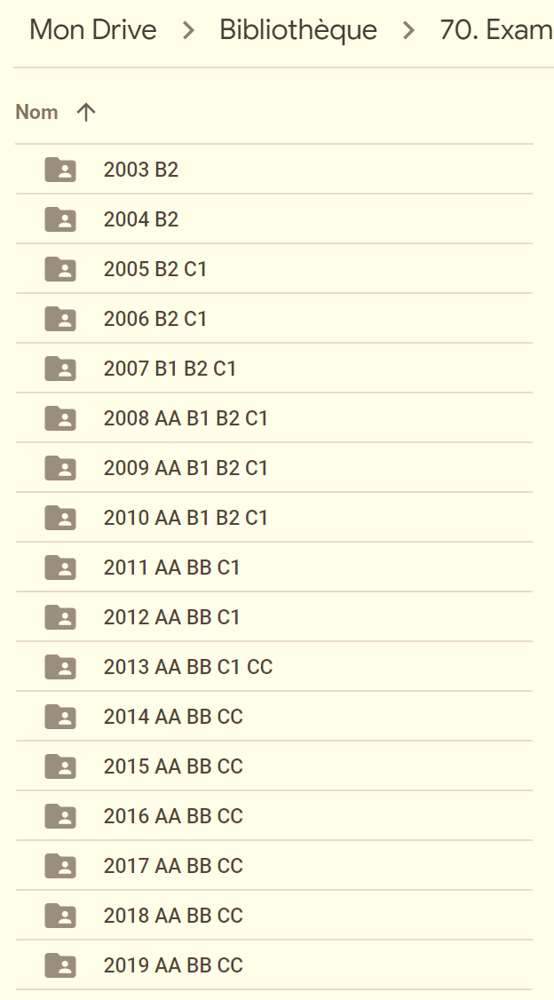 Mon Drive > Bibliothèque > 70. Exam
Nom
2003 B2
2004 B2
2005 B2 C1
2006 B2 C1
2007 B1 B2 C1
2008 AA B1 B2 C1
2009 AA B1 B2 C1
2010 AA B1 B2 C1
2011 AA BB C1
2012 AA BB C1
2013 AA BB C1 CC
2014 AA BB CC
2015 AA BB CC
2016 AA BB CC
2017 AA BB CC
2018 AA BB CC
2019 AA BB CC